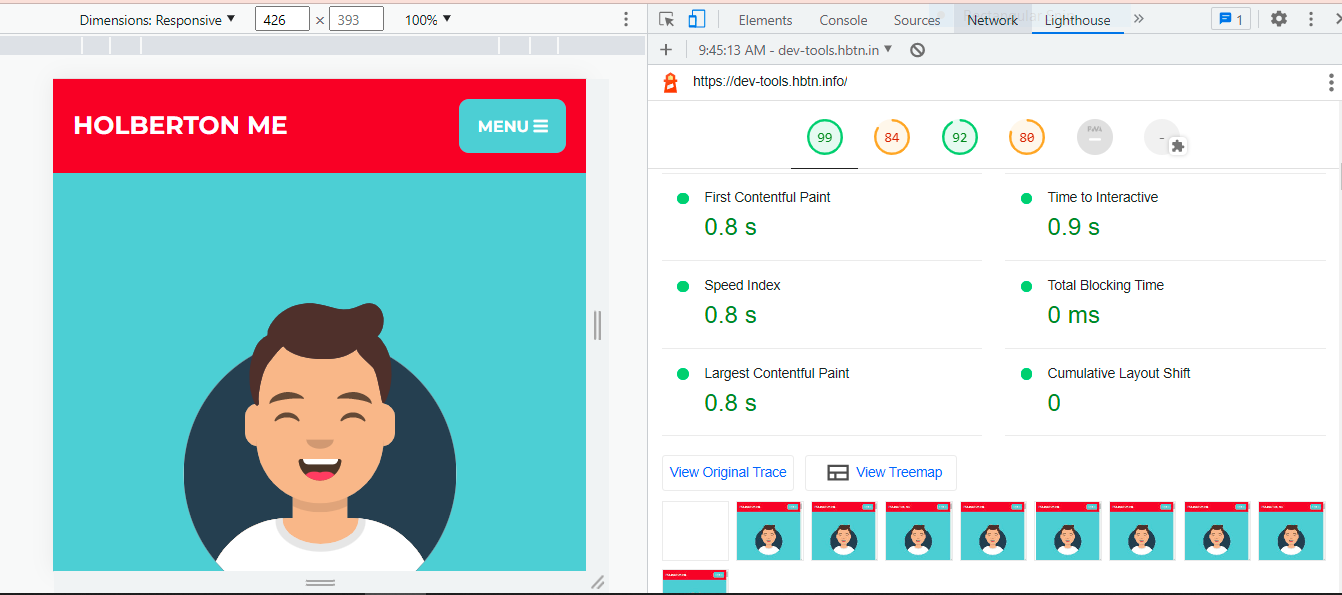 Dimensions: Responsive ▼ 426 × 393 100% ▼
Elements Console Sources Network Lighthouse » 1
+ 9:45:13 AM - dev-tools.hbtn.in ▼
https://dev-tools.hbtn.info/
HOLBERTON ME
MENU
99 84 92 80 PWA -
First Contentful Paint
0.8 s
Time to Interactive
0.9 s
Speed Index
0.8 s
Total Blocking Time
0 ms
Largest Contentful Paint
0.8 s
Cumulative Layout Shift
0
View Original Trace
View Treemap